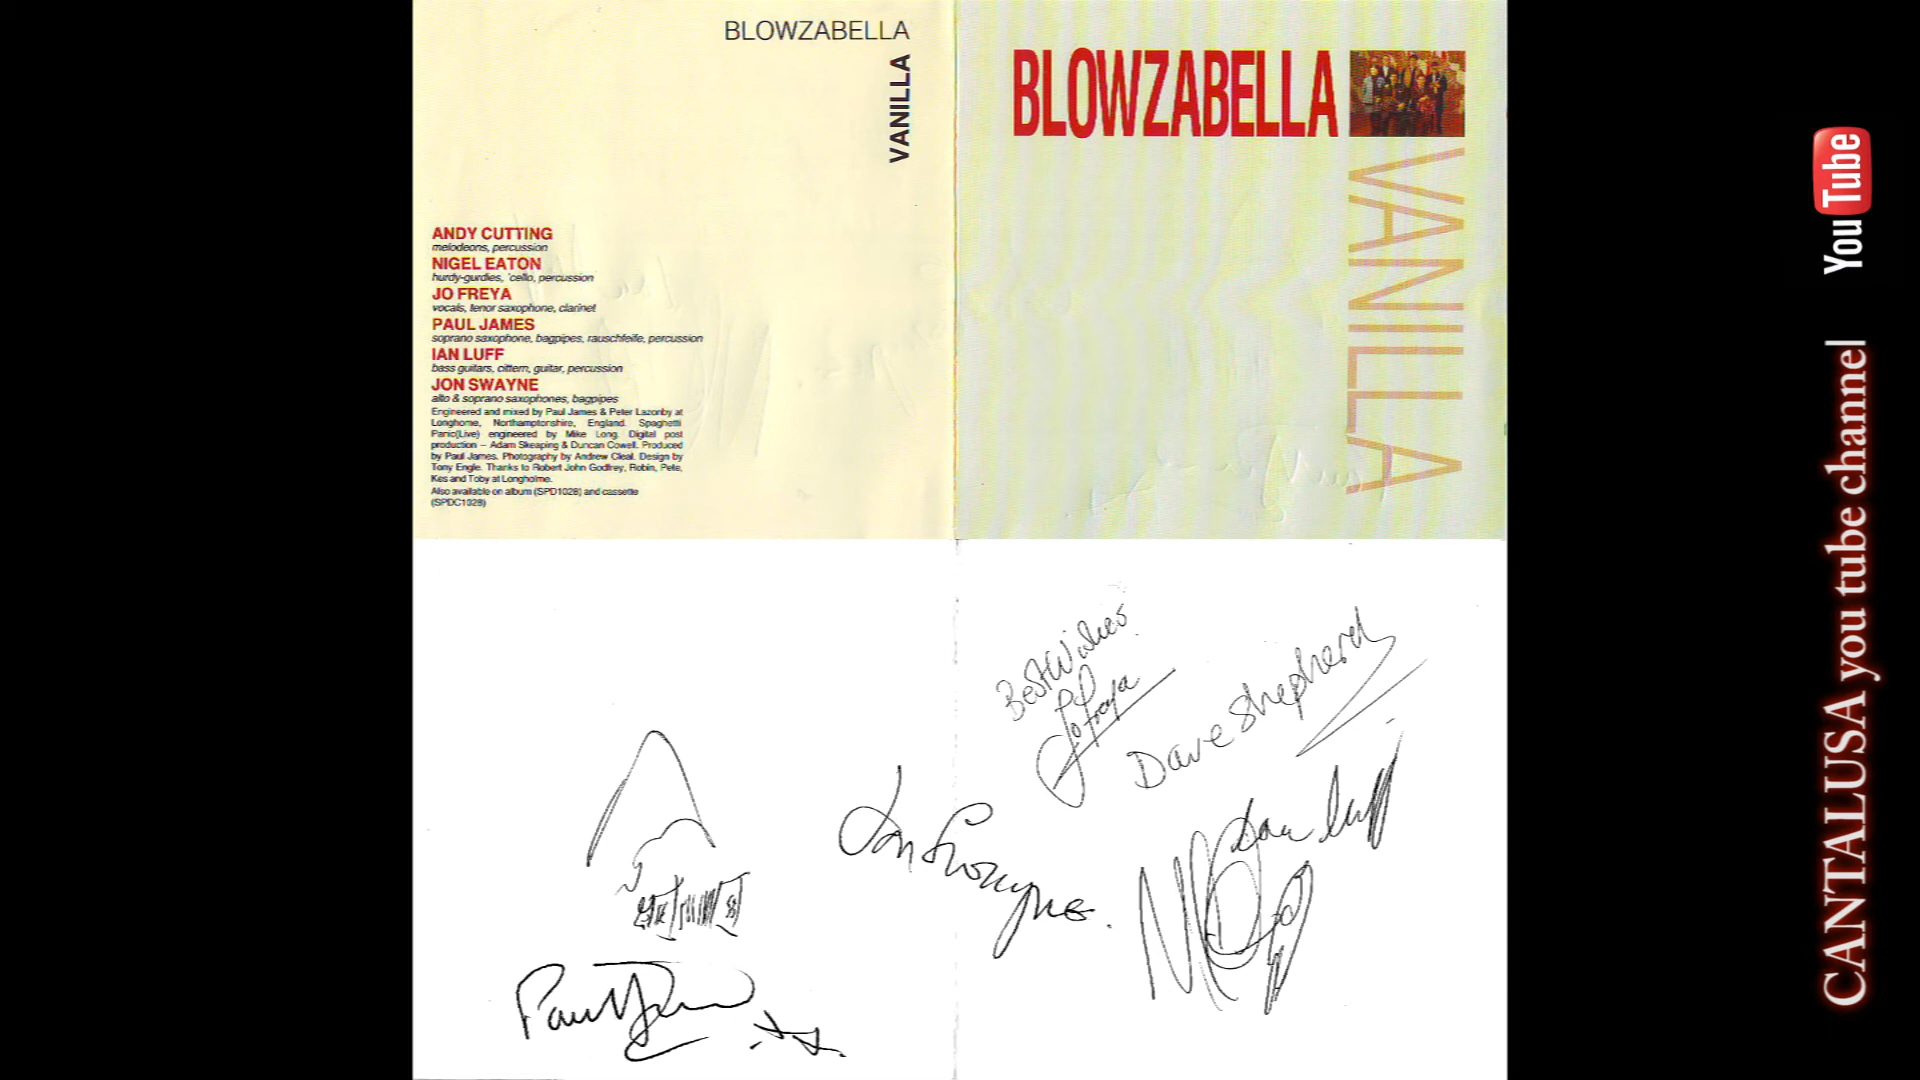 BLOWZABELLA
VANILLA
ANDY CUTTING
melodeons, percussion
NIGEL EATON
hurdy-gurdies, 'cello, percussion
JO FREYA
vocals, tenor saxophone, clarinet
PAUL JAMES
soprano saxophone, bagpipes, rauschfeife, percussion
IAN LUFF
bass guitars, cittern, guitar, percussion
JON SWAYNE
alto & soprano saxophones, bagpipes
Engineered and mixed by Paul James & Peter Lazonby at
Longhome, Northamptonshire, England. Spaghetti
Panic(Live) engineered by Mike Long. Digital post
production – Adam Skeaping & Duncan Cowell. Produced
by Paul James. Photography by Andrew Cleal. Design by
Tony Engle. Thanks to Robert John Godfrey, Robin, Pete,
Kes and Toby at Longholme.
Also available on album (SPD1028) and cassette
(SPDC1028)
BLOWZABELLA
VANILLA
Best Wishes
Jo Freya
Dave Shepherd
Jon Swayne.
Ian Luff
Paul James
You Tube
CANTALUSA you tube channel